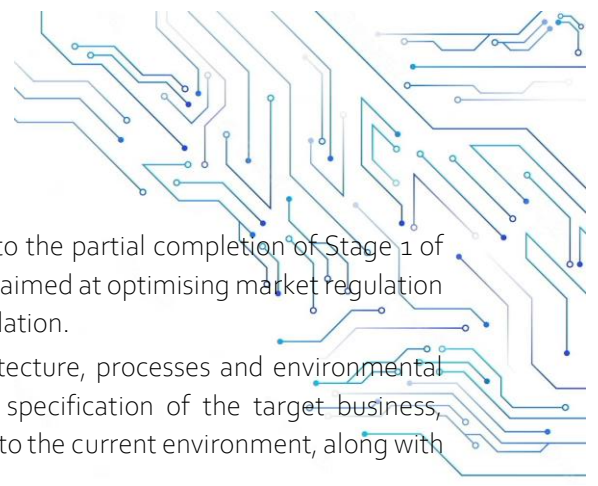 to the partial completion of Stage 1 of
aimed at optimising market regulation
lation.
tecture, processes and environmental
specification of the target business,
to the current environment, along with